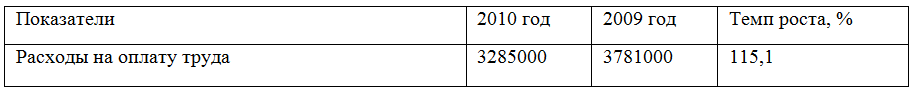 Показатели 2010 год 2009 год Темп роста, %
Расходы на оплату труда 3285000 3781000 115,1